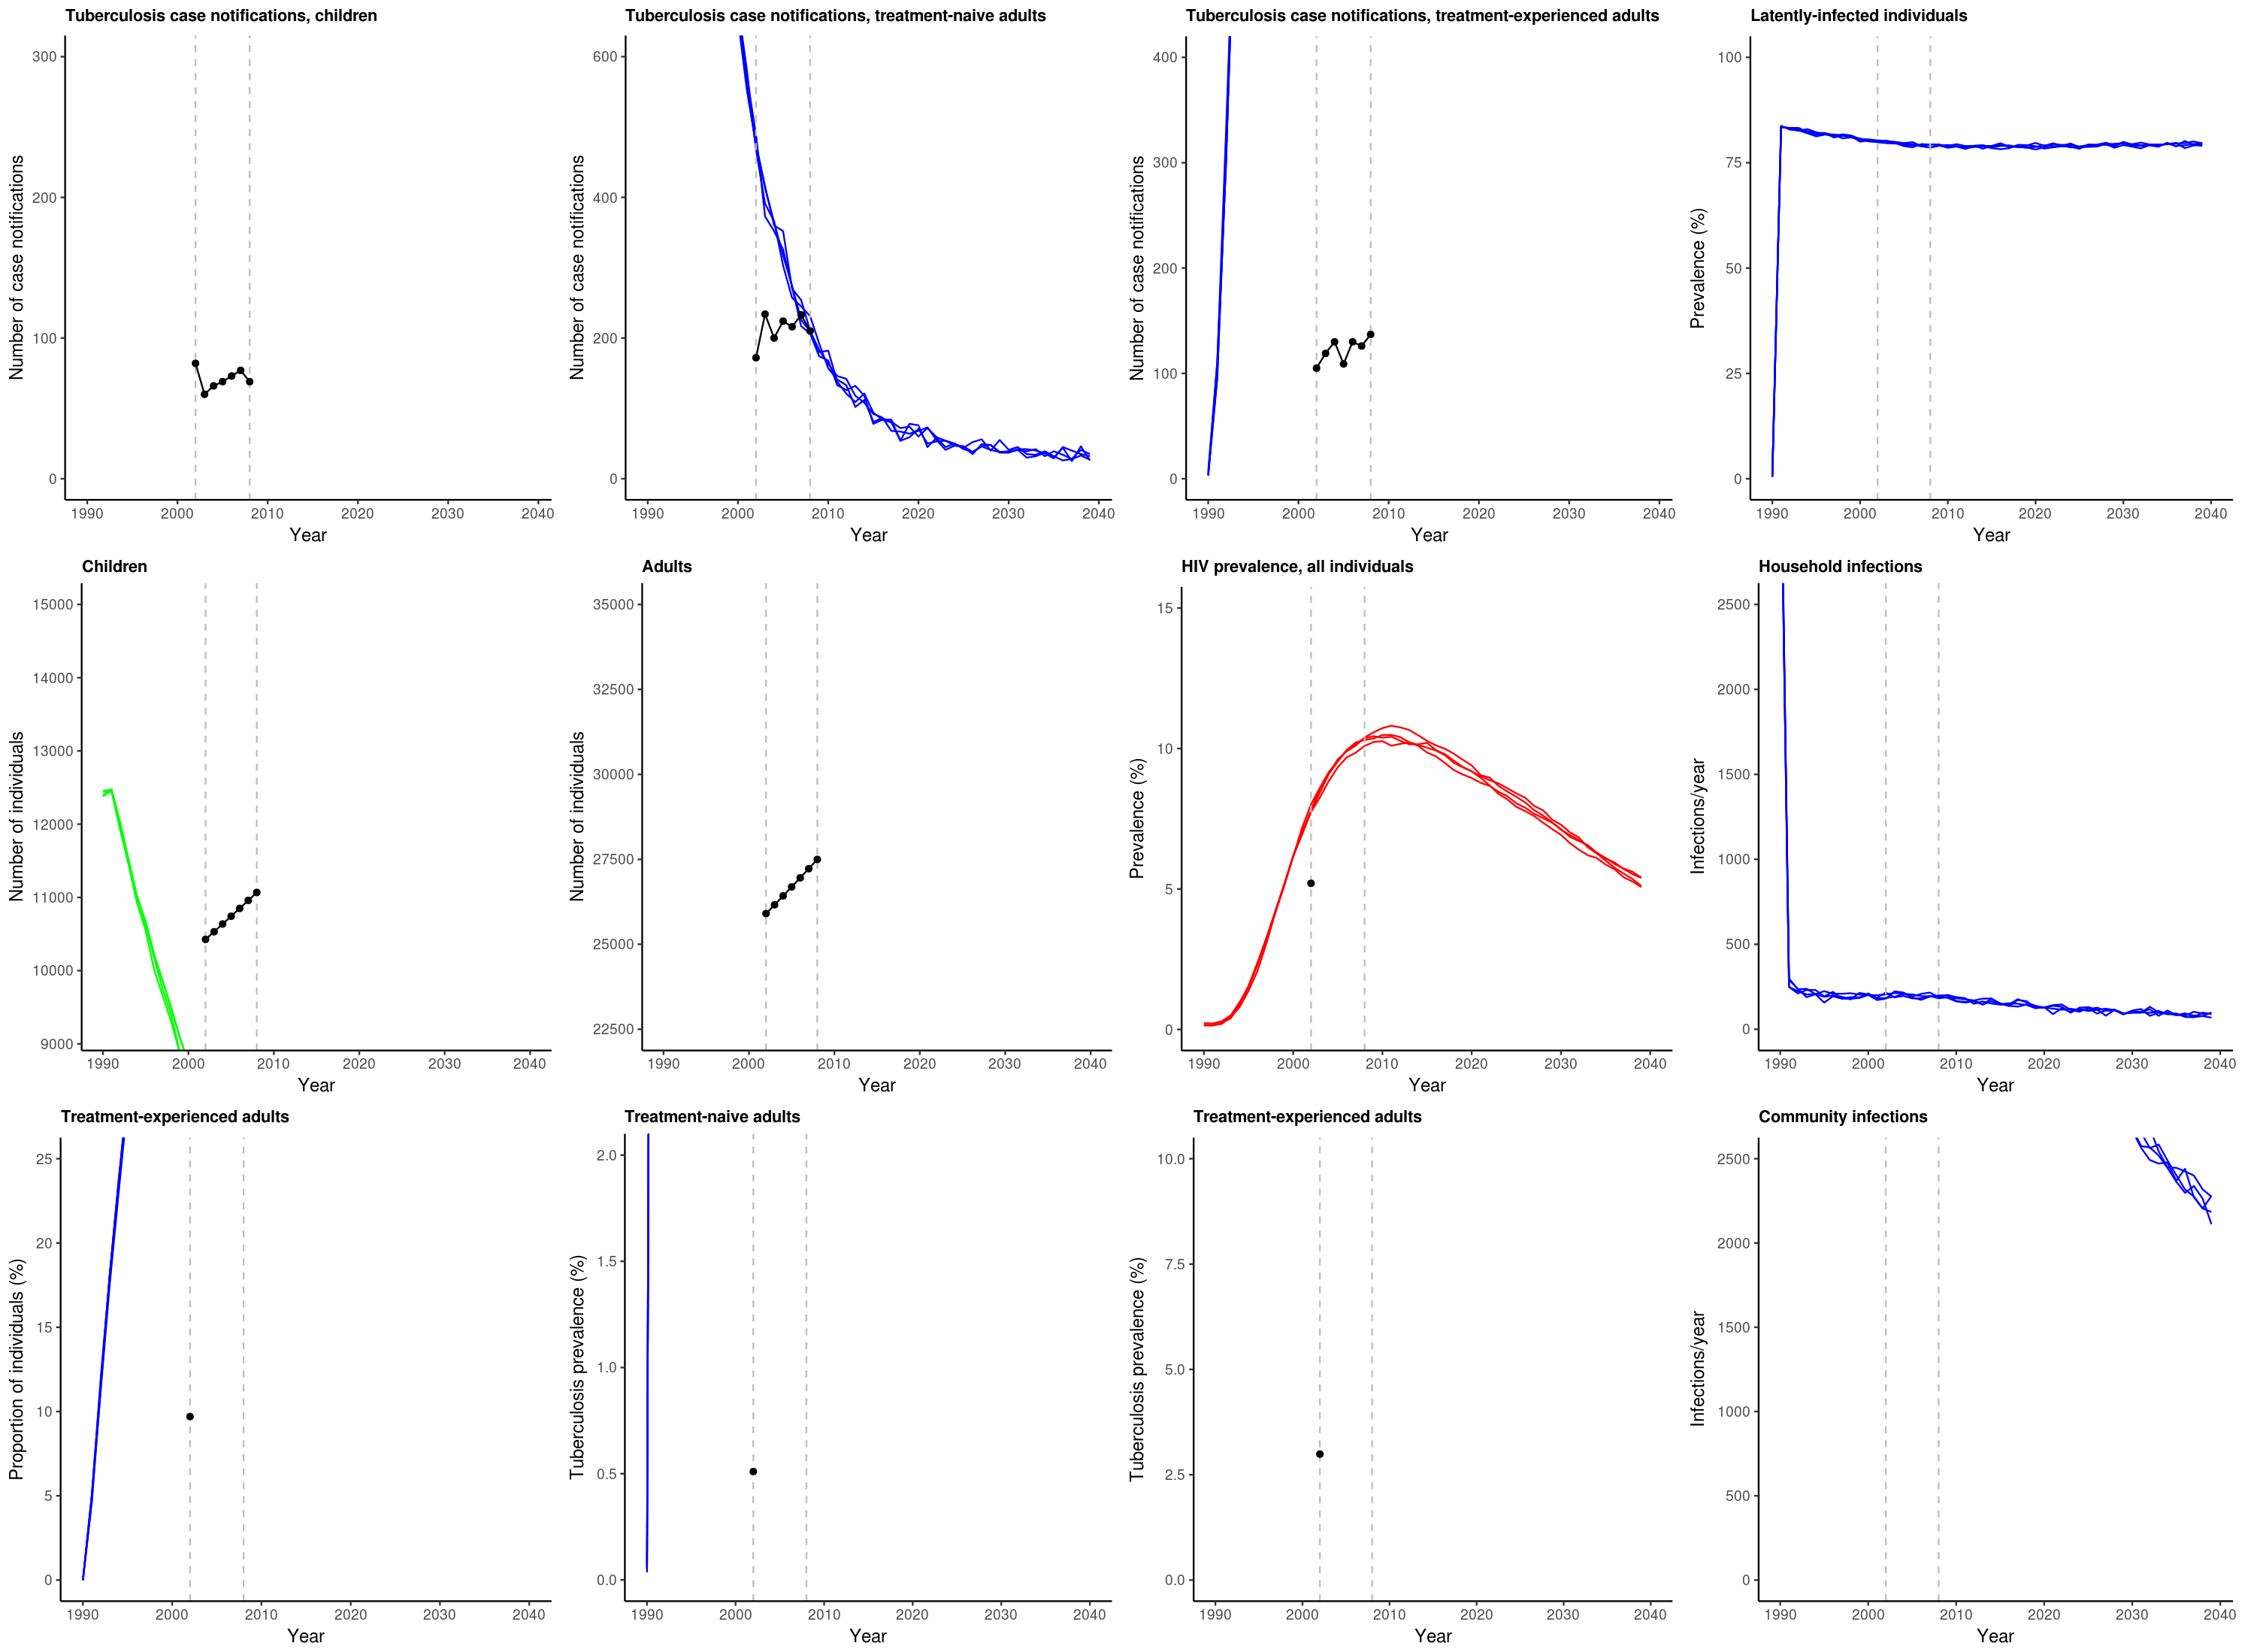 Tuberculosis case notifications, children
Number of case notifications
300
200
100
0
1990 2000 2010 2020 2030 2040
Year
Tuberculosis case notifications, treatment-naive adults
Number of case notifications
600
400
200
0
1990 2000 2010 2020 2030 2040
Year
Tuberculosis case notifications, treatment-experienced adults
Number of case notifications
400
300
200
100
0
1990 2000 2010 2020 2030 2040
Year
Latently-infected individuals
Prevalence (%)
100
75
50
25
0
1990 2000 2010 2020 2030 2040
Year
Children
Number of individuals
15000
14000
13000
12000
11000
10000
9000
1990 2000 2010 2020 2030 2040
Year
Adults
Number of individuals
35000
32500
30000
27500
25000
22500
1990 2000 2010 2020 2030 2040
Year
HIV prevalence, all individuals
Prevalence (%)
15
10
5
0
1990 2000 2010 2020 2030 2040
Year
Household infections
Infections/year
2500
2000
1500
1000
500
0
1990 2000 2010 2020 2030 2040
Year
Treatment-experienced adults
Proportion of individuals (%)
25
20
15
10
5
0
1990 2000 2010 2020 2030 2040
Year
Treatment-naive adults
Tuberculosis prevalence (%)
2.0
1.5
1.0
0.5
0.0
1990 2000 2010 2020 2030 2040
Year
Treatment-experienced adults
Tuberculosis prevalence (%)
10.0
7.5
5.0
2.5
0.0
1990 2000 2010 2020 2030 2040
Year
Community infections
Infections/year
2500
2000
1500
1000
500
0
1990 2000 2010 2020 2030 2040
Year